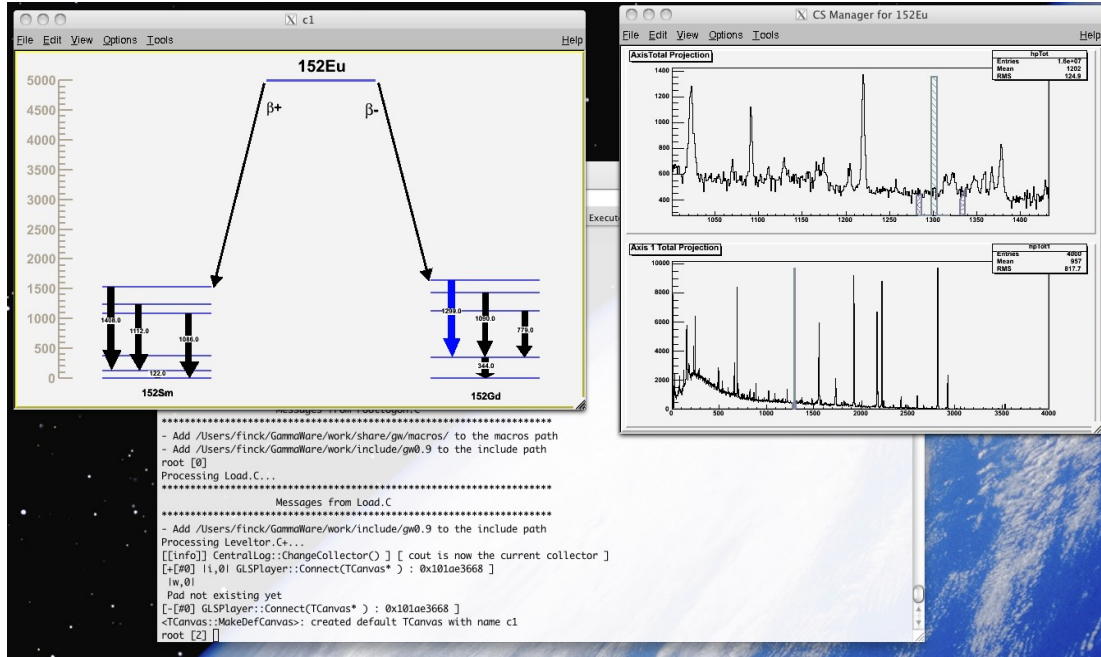 c1
File Edit View Options Tools Help
152Eu
β+
β-
5000
4500
4000
3500
3000
2500
2000
1500
1000
500
0
1408.0
1112.0
1086.0
122.0
152Sm
1299.0
1090.0
779.0
344.0
152Gd
CS Manager for 152Eu
File Edit View Options Tools Help
AxisTotal Projection
hpTot
Entries 1.6e+07
Mean 1202
RMS 124.9
1400
1200
1000
800
600
400
1050 1100 1150 1200 1250 1300 1350 1400
Axis 1 Total Projection
hpTot1
Entries 4000
Mean 957
RMS 817.7
10000
8000
6000
4000
2000
0
0 500 1000 1500 2000 2500 3000 3500 4000
Execute
Messages from rootlogon.C
**********************************************************************
- Add /Users/finck/GammaWare/work/share/gw/macros/ to the macros path
- Add /Users/finck/GammaWare/work/include/gw0.9 to the include path
root [0]
Processing Load.C...
**********************************************************************
Messages from Load.C
**********************************************************************
- Add /Users/finck/GammaWare/work/include/gw0.9 to the include path
Processing Leveltor.C+...
[[info]] CentralLog::ChangeCollector() ] [ cout is now the current collector ]
[+[#0] |i,0| GLSPlayer::Connect(TCanvas* ) : 0x101ae3668 ]
|w,0|
Pad not existing yet
[-[#0] GLSPlayer::Connect(TCanvas* ) : 0x101ae3668 ]
<TCanvas::MakeDefCanvas>: created default TCanvas with name c1
root [2]